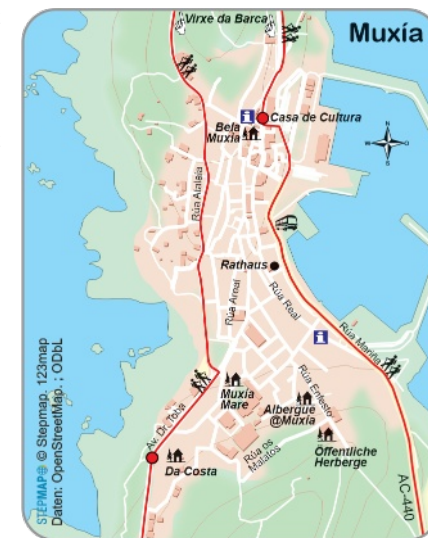 Virxe da Barca
Muxía
i
Casa de Cultura
Bela
Muxía
N
W
S
Rúa Atalaia
Rathaus
Rúa Areal
Rúa Real
i
Rúa Mariña
Muxía
Mare
Rúa Enfesto
Albergue
@Muxía
Av. Dr. Toba
Rúa os
Malatos
Öffentliche
Herberge
Da Costa
AC-440
STEPMAP © Stepmap, 123map
Daten: OpenStreetMap. ; ODbL